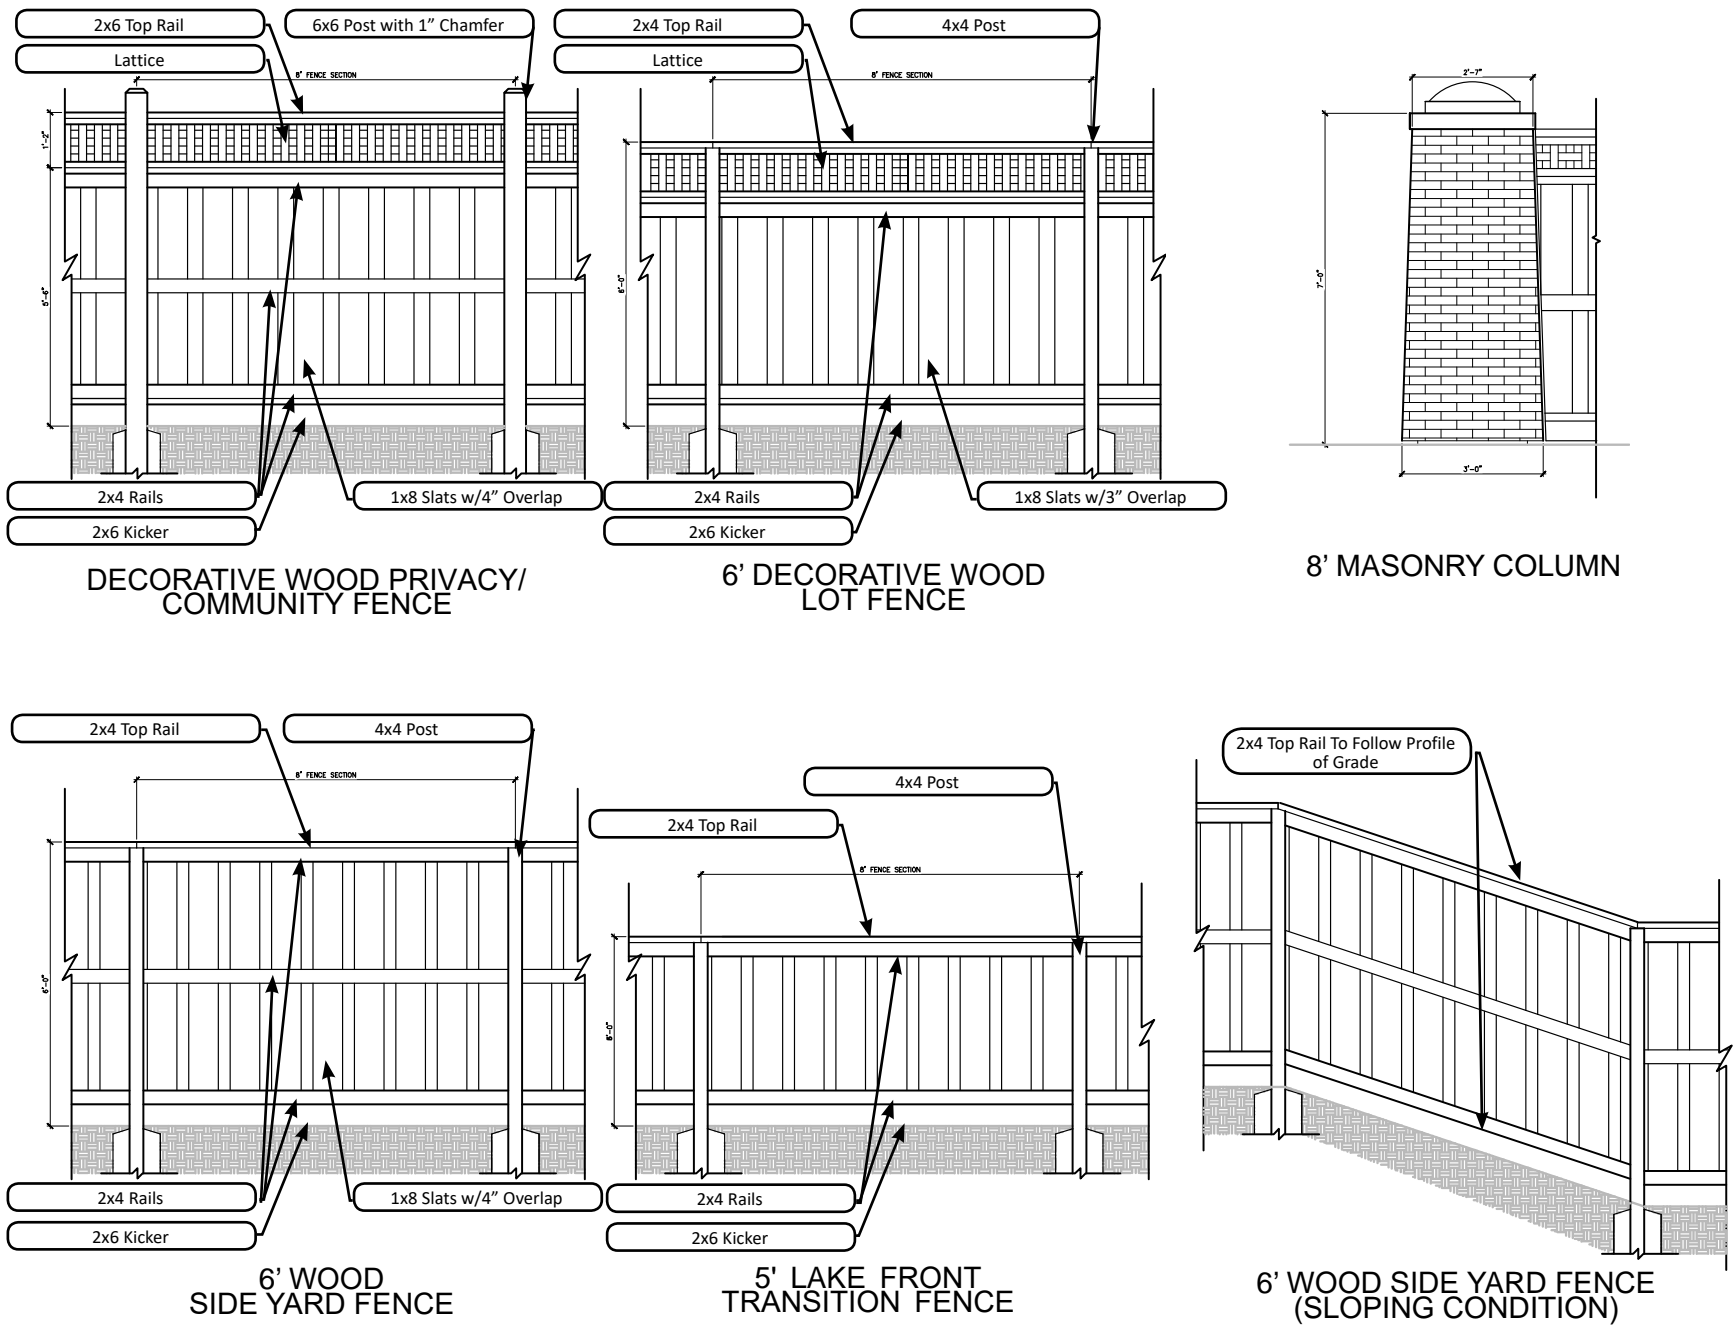 2x6 Top Rail
6x6 Post with 1” Chamfer
Lattice
8' FENCE SECTION
1'-2"
5'-6"
2x4 Rails
1x8 Slats w/4” Overlap
2x6 Kicker
DECORATIVE WOOD PRIVACY/
COMMUNITY FENCE
2x4 Top Rail
4x4 Post
Lattice
8' FENCE SECTION
6'-0"
2x4 Rails
1x8 Slats w/3” Overlap
2x6 Kicker
6’ DECORATIVE WOOD
LOT FENCE
2'-7"
7'-0"
3'-0"
8’ MASONRY COLUMN
2x4 Top Rail
4x4 Post
8' FENCE SECTION
6'-0"
2x4 Rails
1x8 Slats w/4” Overlap
2x6 Kicker
6’ WOOD
SIDE YARD FENCE
4x4 Post
2x4 Top Rail
8' FENCE SECTION
5'-0"
2x4 Rails
2x6 Kicker
5' LAKE FRONT
TRANSITION FENCE
2x4 Top Rail To Follow Profile
of Grade
6’ WOOD SIDE YARD FENCE
(SLOPING CONDITION)